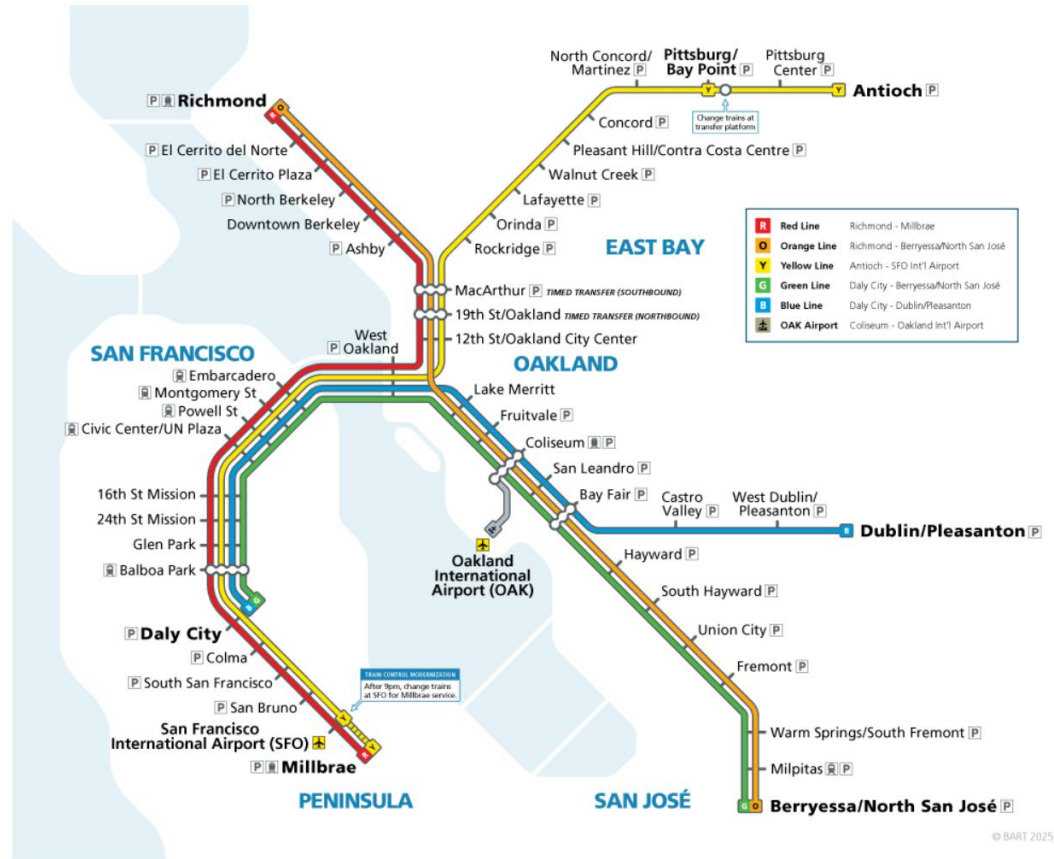 North Concord/
Martinez P
Pittsburg/
Bay Point P
Pittsburg
Center P
Y
Y
Antioch P
Change trains at
transfer platform
P Richmond
O
R
Concord P
P El Cerrito del Norte
Pleasant Hill/Contra Costa Centre P
P El Cerrito Plaza
Walnut Creek P
P North Berkeley
Lafayette P
Downtown Berkeley
Orinda P
P Ashby
Rockridge P
EAST BAY
R Red Line Richmond - Millbrae
O Orange Line Richmond - Berryessa/North San José
Y Yellow Line Antioch - SFO Int'l Airport
G Green Line Daly City - Berryessa/North San José
B Blue Line Daly City - Dublin/Pleasanton
OAK Airport Coliseum - Oakland Int'l Airport
MacArthur P TIMED TRANSFER (SOUTHBOUND)
19th St/Oakland TIMED TRANSFER (NORTHBOUND)
12th St/Oakland City Center
West
P Oakland
SAN FRANCISCO
OAKLAND
Embarcadero
Montgomery St
Powell St
Civic Center/UN Plaza
Lake Merritt
Fruitvale P
Coliseum P
San Leandro P
Bay Fair P
Castro
Valley P
West Dublin/
Pleasanton P
B
Dublin/Pleasanton P
16th St Mission
24th St Mission
Glen Park
Balboa Park
Oakland
International
Airport (OAK)
Hayward P
South Hayward P
Union City P
Fremont P
G
B
P Daly City
P Colma
P South San Francisco
P San Bruno
TRAIN CONTROL MODERNIZATION
After 9pm, change trains
at SFO for Millbrae service.
Y
San Francisco
International Airport (SFO)
Y
R
P Millbrae
Warm Springs/South Fremont P
Milpitas P
G O
Berryessa/North San José P
PENINSULA
SAN JOSÉ
© BART 2025